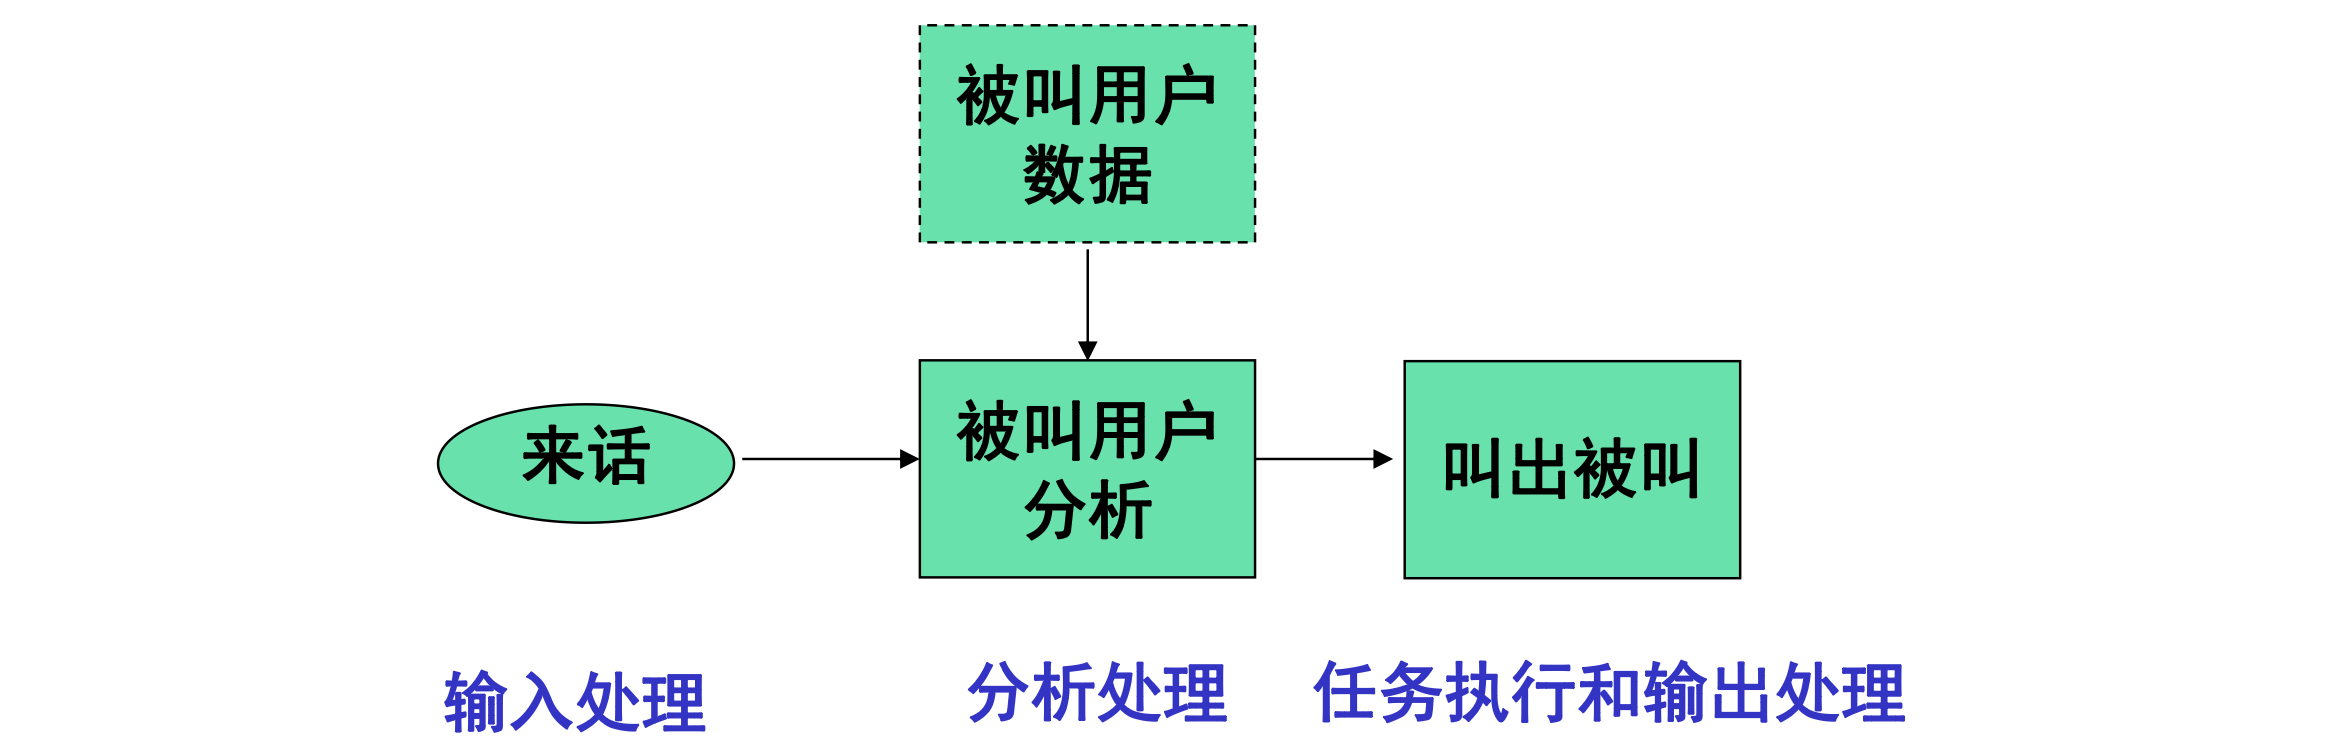 被叫用户
数据
来话
被叫用户
分析
叫出被叫
输入处理
分析处理
任务执行和输出处理